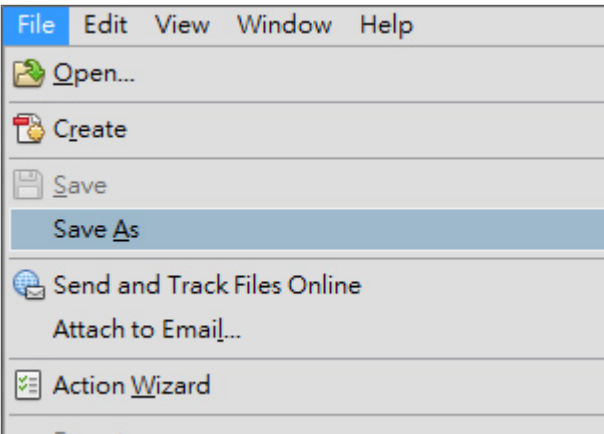 File Edit View Window Help
Open...
Create
Save
Save As
Send and Track Files Online
Attach to Email...
Action Wizard